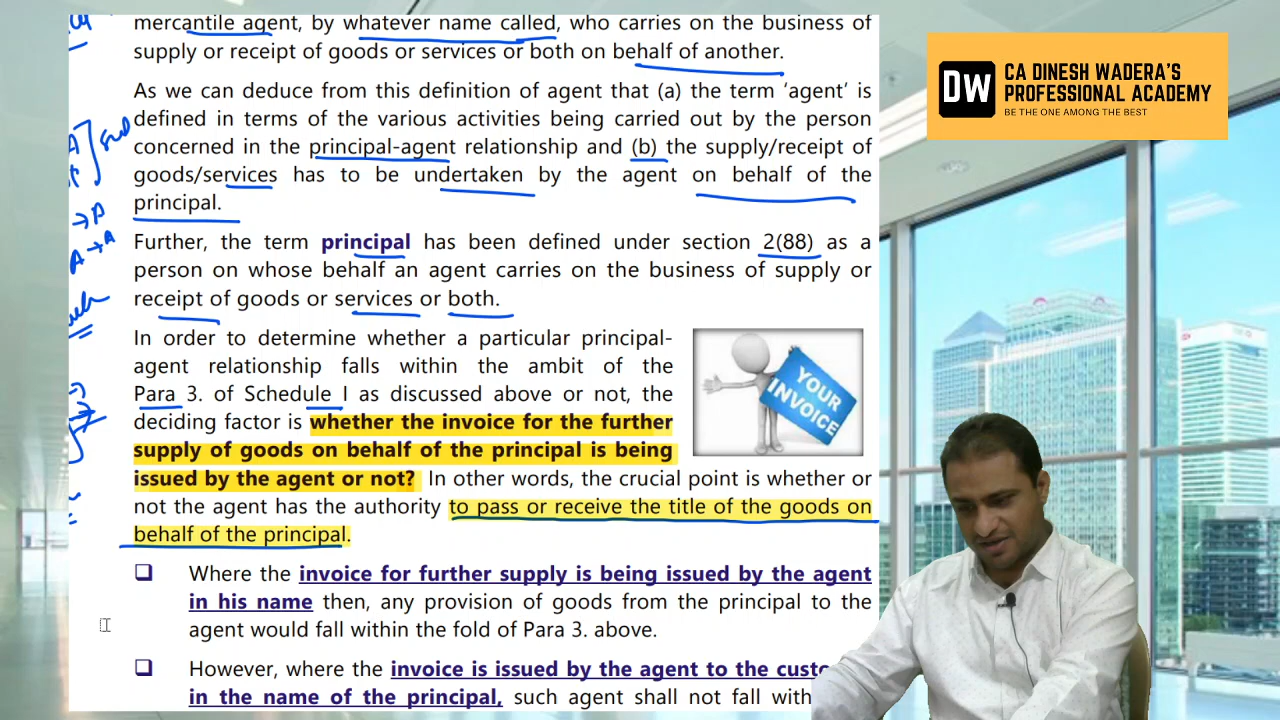 mercantile agent, by whatever name called, who carries on the business of
supply or receipt of goods or services or both on behalf of another.
As we can deduce from this definition of agent that (a) the term 'agent' is
defined in terms of the various activities being carried out by the person
concerned in the principal-agent relationship and (b) the supply/receipt of
goods/services has to be undertaken by the agent on behalf of the
principal.
Further, the term principal has been defined under section 2(88) as a
person on whose behalf an agent carries on the business of supply or
receipt of goods or services or both.
In order to determine whether a particular principal-
agent relationship falls within the ambit of the
Para 3. of Schedule I as discussed above or not, the
deciding factor is whether the invoice for the further
supply of goods on behalf of the principal is being
issued by the agent or not? In other words, the crucial point is whether or
not the agent has the authority to pass or receive the title of the goods on
behalf of the principal.
❑ Where the invoice for further supply is being issued by the agent
in his name then, any provision of goods from the principal to the
agent would fall within the fold of Para 3. above.
❑ However, where the invoice is issued by the agent to the
in the name of the principal, such agent shall not fall
YOUR
INVOICE
DW
CA DINESH WADERA'S
PROFESSIONAL ACADEMY
BE THE ONE AMONG THE BEST